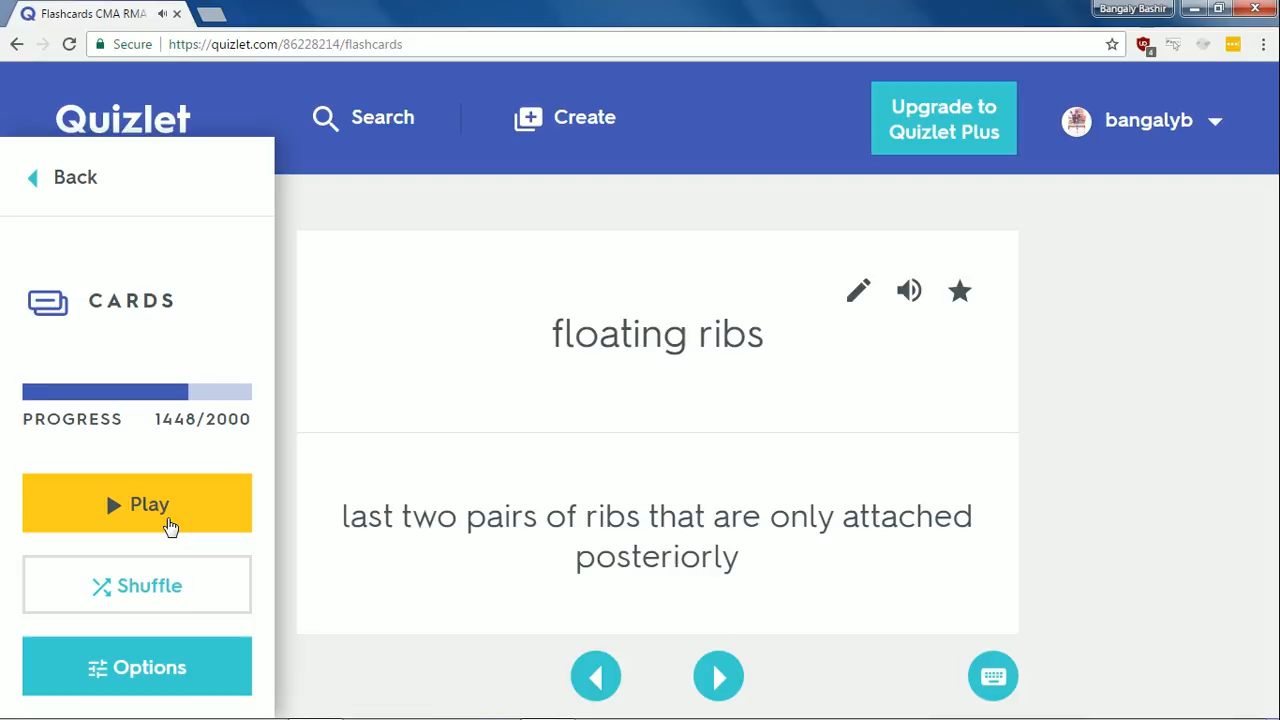 Flashcards CMA RMA
Bangaly Bashir
Secure
https://quizlet.com/86228214/flashcards
4
Quizlet
Search
Create
Upgrade to
Quizlet Plus
bangalyb
Back
CARDS
PROGRESS 1448/2000
Play
Shuffle
Options
floating ribs
last two pairs of ribs that are only attached
posteriorly